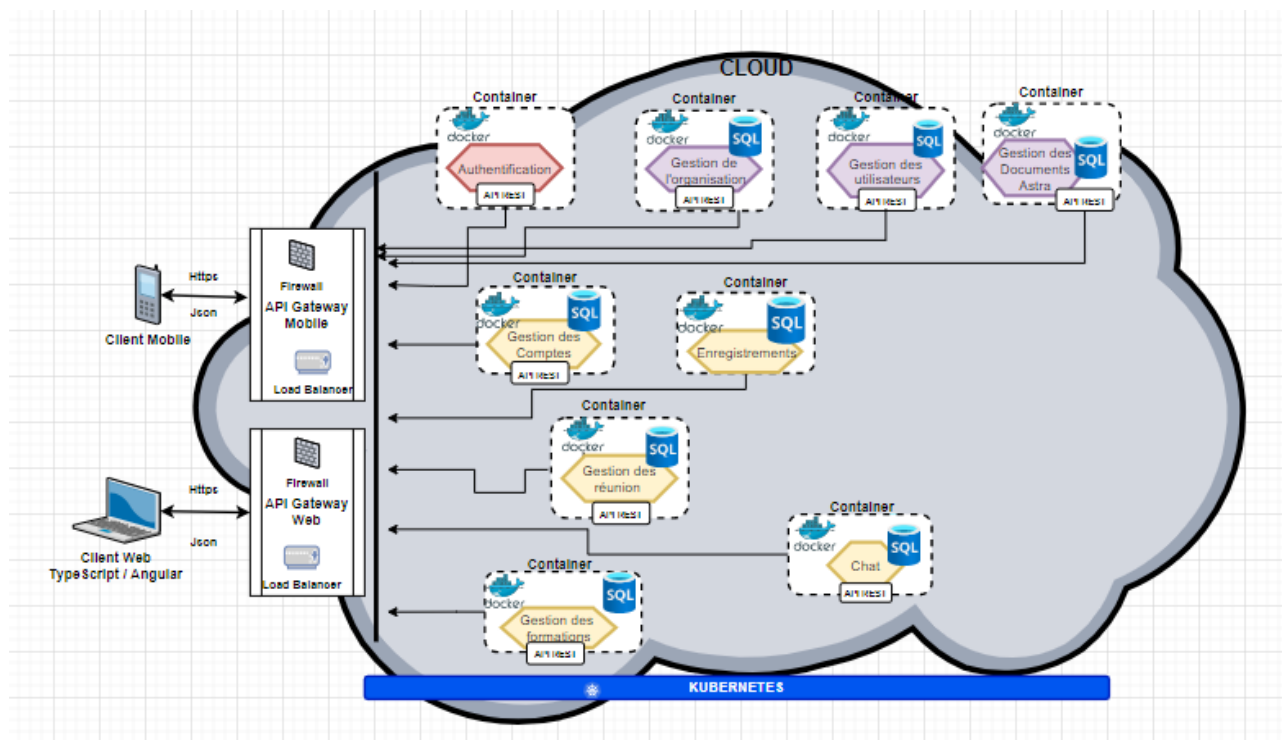 CLOUD
Container
docker
Authentification
API REST
Container
docker
SQL
Gestion de
l'organisation
API REST
Container
docker
SQL
Gestion des
utilisateurs
API REST
Container
docker
SQL
Gestion des
Documents
Astra
API REST
Firewall
API Gateway
Mobile
Load Balancer
Https
Json
Client Mobile
Container
docker
SQL
Gestion des
Comptes
API REST
Container
docker
SQL
Enregistrements
Container
docker
SQL
Gestion des
réunion
API REST
Firewall
API Gateway
Web
Load Balancer
Https
Json
Client Web
TypeScript / Angular
Container
docker
SQL
Chat
API REST
Container
docker
SQL
Gestion des
formations
API REST
KUBERNETES